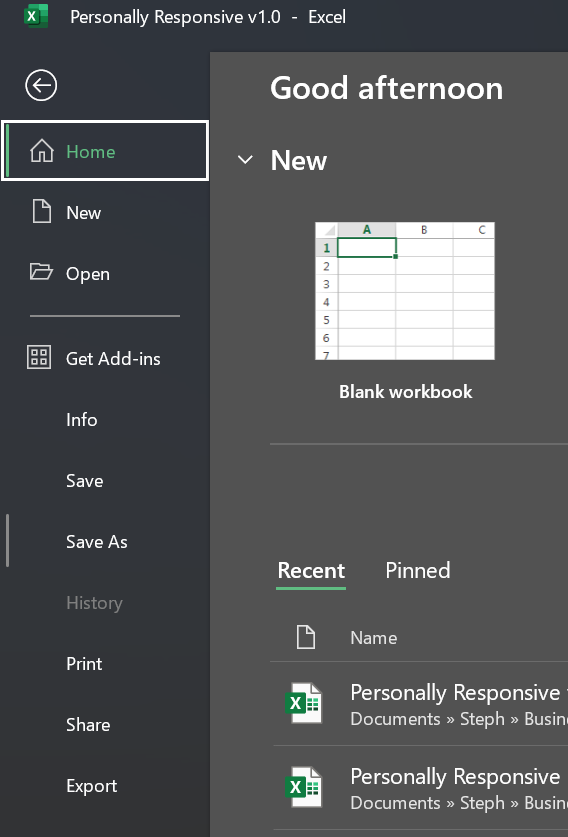 Personally Responsive v1.0 - Excel
Good afternoon
Home
New
New
Open
A B C
1
2
3
4
5
6
7
Blank workbook
Get Add-ins
Info
Save
Save As
History
Print
Share
Export
Recent Pinned
Name
Personally Responsive
Documents » Steph » Busin
Personally Responsive
Documents » Steph » Busin